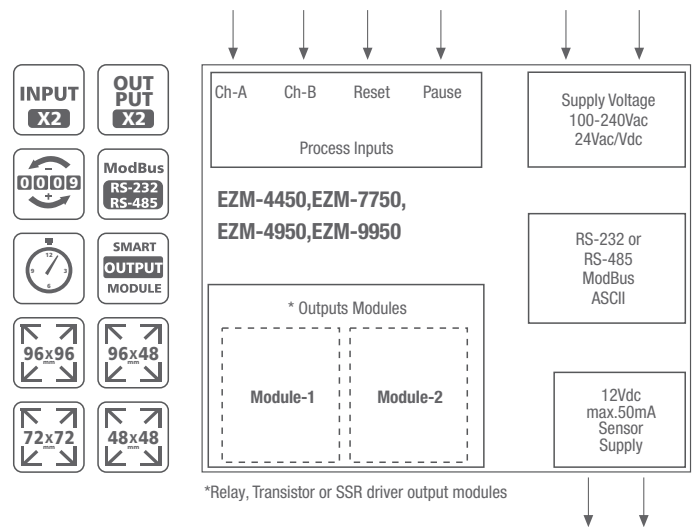 INPUT
X2
OUT
PUT
X2
- 
0009
+
ModBus
RS-232
RS-485
12
9 3
6
SMART
OUTPUT
MODULE
96x96
mm
96x48
mm
72x72
mm
48x48
mm
Ch-A Ch-B Reset Pause
Process Inputs
EZM-4450,EZM-7750,
EZM-4950,EZM-9950
* Outputs Modules
Module-1 Module-2
*Relay, Transistor or SSR driver output modules
Supply Voltage
100-240Vac
24Vac/Vdc
RS-232 or
RS-485
ModBus
ASCII
12Vdc
max.50mA
Sensor
Supply